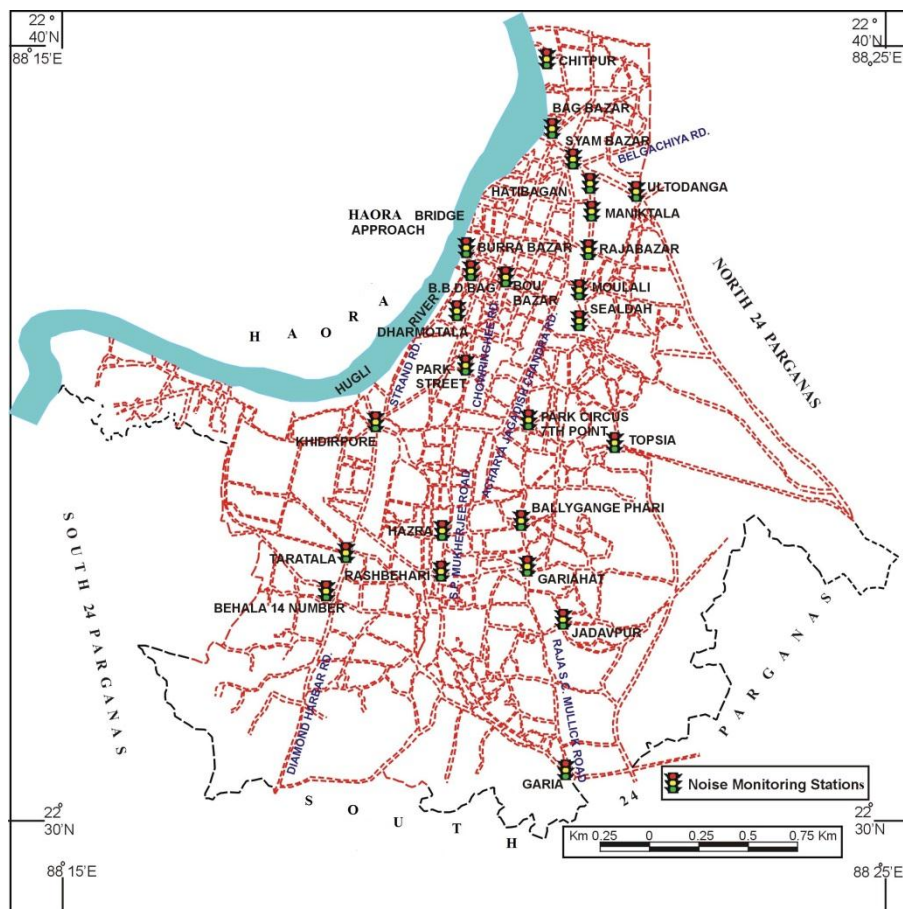 22°
40'N
88°15'E
22°
40'N
88°25'E
CHITPUR
BAG BAZAR
SYAM BAZAR
BELGACHIYA RD.
HATIBAGAN
ULTODANGA
MANIKTALA
HAORA BRIDGE
APPROACH
BURRA BAZAR
RAJABAZAR
B.B.D BAG
BOU
BAZAR
MOULALI
SEALDAH
NORTH 24 PARGANAS
HAORA
HUGLI RIVER
DHARMOTALA
STRAND RD.
CHOWRINGHEE RD.
PARK
STREET
ACHARYA JAGADISH CHANDRA RD.
KHIDIRPORE
PARK CIRCUS
7TH POINT
TOPSIA
BALLYGANGE PHARI
HAZRA
S.P. MUKHERJEE ROAD
TARATALA
RASHBEHARI
GARIAHAT
BEHALA 14 NUMBER
JADAVPUR
SOUTH 24 PARGANAS
DIAMOND HARBAR RD.
RAJA S.C. MULLICK ROAD
GARIA
SOUTH 24 PARGANAS
Noise Monitoring Stations
Km 0.25 0 0.25 0.5 0.75 Km
22°
30'N
88°15'E
22°
30'N
88°25'E